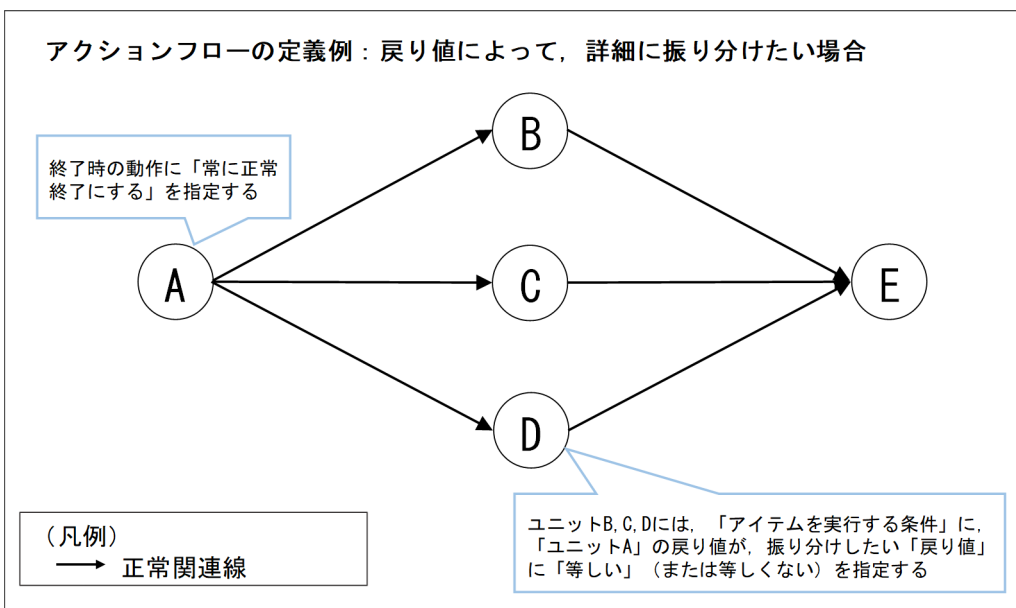 アクションフローの定義例：戻り値によって，詳細に振り分けたい場合
B
終了時の動作に「常に正常
終了にする」を指定する
A
C
E
D
ユニットB,C,Dには，「アイテムを実行する条件」に，
「ユニットA」の戻り値が，振り分けしたい「戻り値」
に「等しい」（または等しくない）を指定する
（凡例）
正常関連線